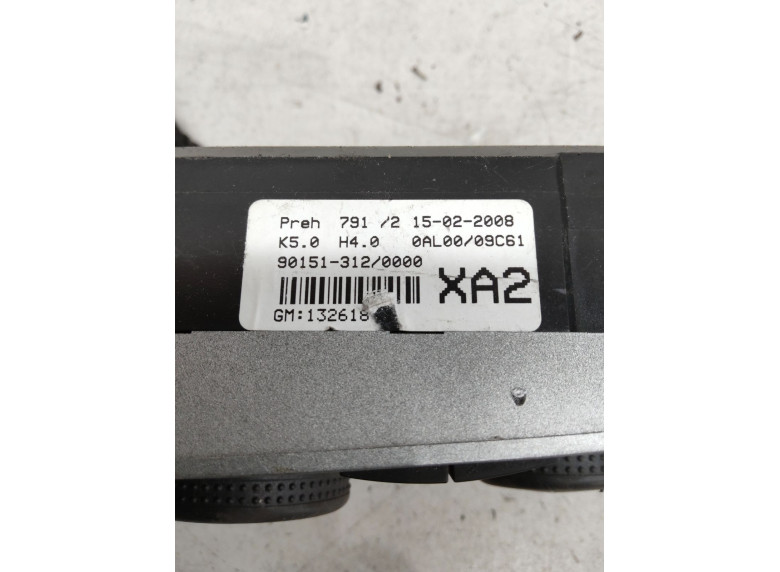 Preh 791 /2 15-02-2008
K5.0 H4.0 0AL00/09C61
90151-312/0000
XA2
GM:132618